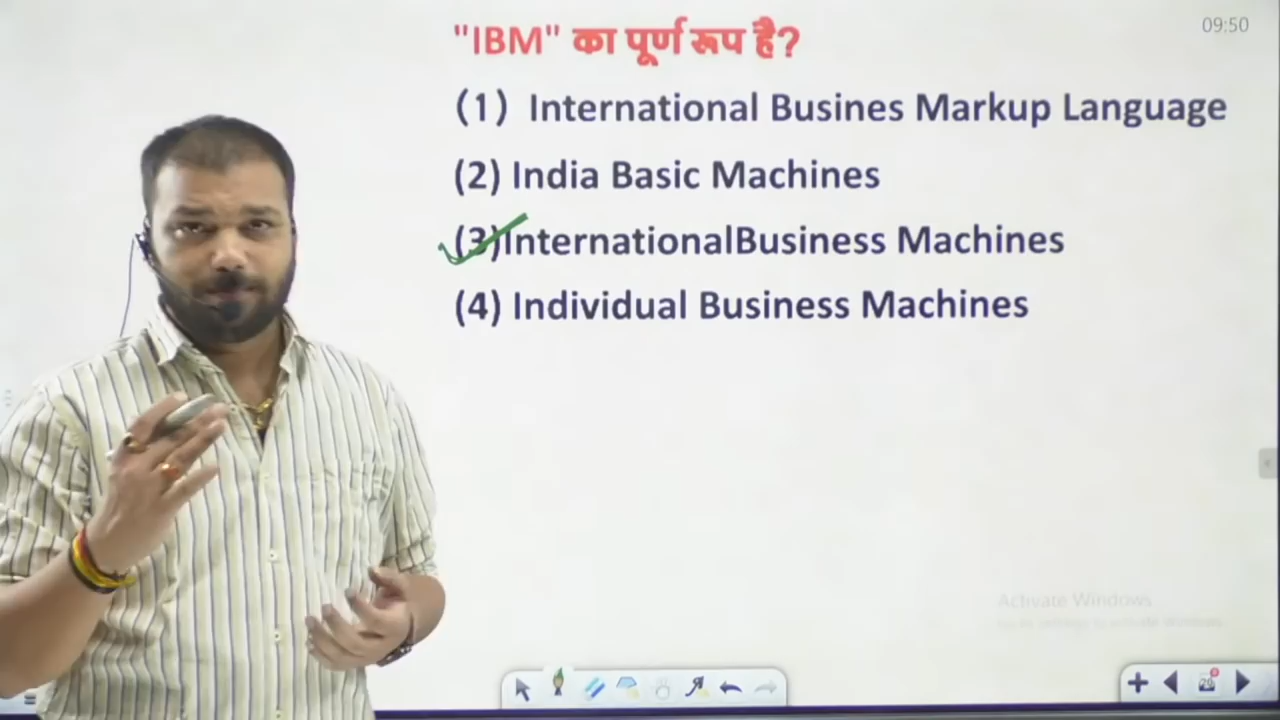 09:50
"IBM" का पूर्ण रूप है?
(1) International Busines Markup Language
(2) India Basic Machines
(3)InternationalBusiness Machines
(4) Individual Business Machines
Activate Windows